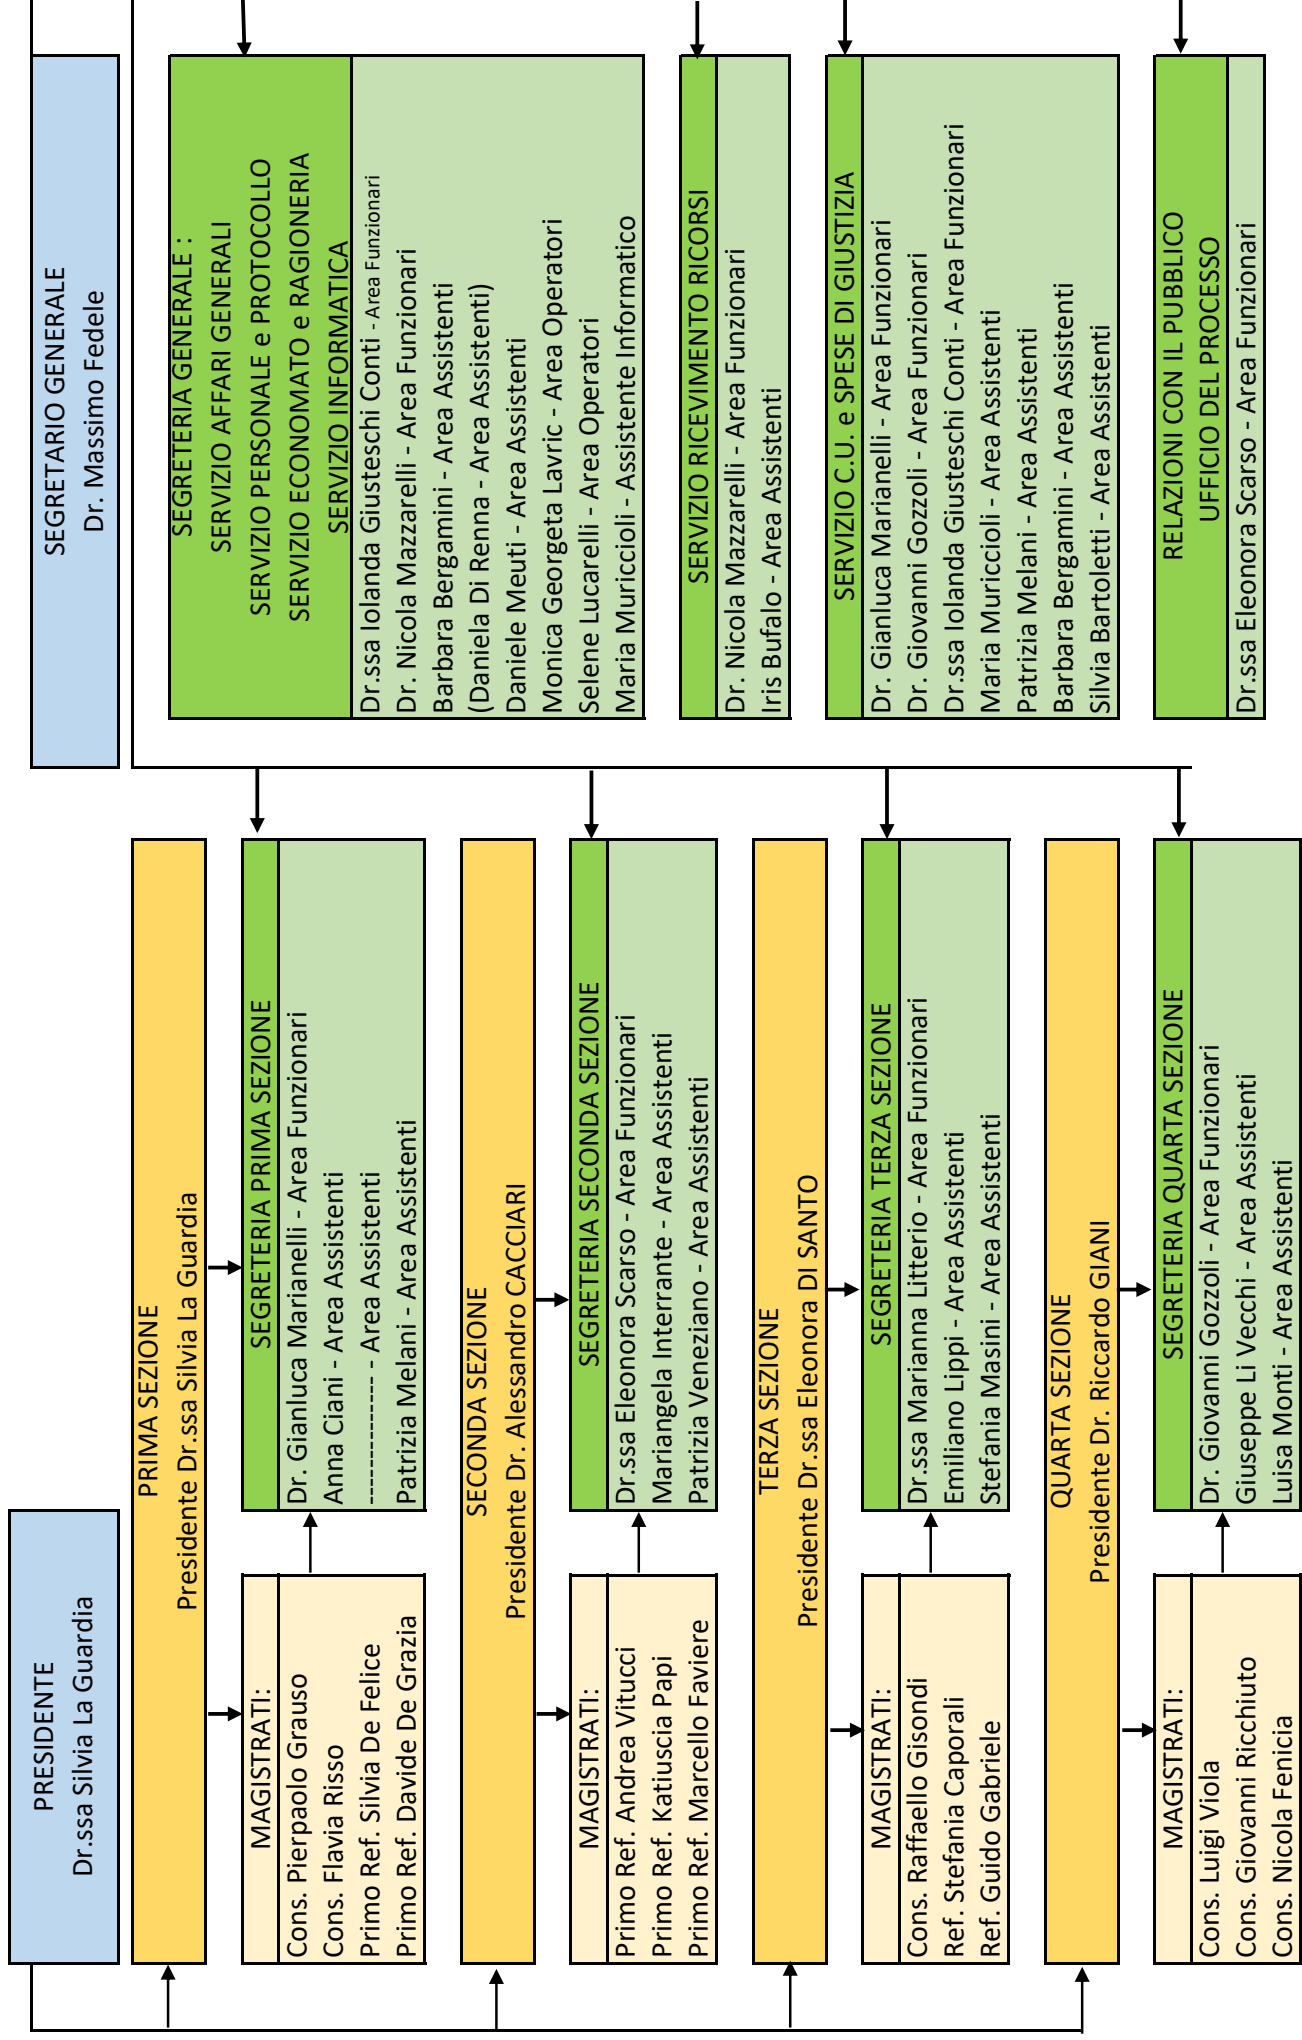 PRESIDENTE
Dr.ssa Silvia La Guardia
SEGRETARIO GENERALE
Dr. Massimo Fedele
PRIMA SEZIONE
Presidente Dr.ssa Silvia La Guardia
MAGISTRATI:
Cons. Pierpaolo Grauso
Cons. Flavia Risso
Primo Ref. Silvia De Felice
Primo Ref. Davide De Grazia
SEGRETERIA PRIMA SEZIONE
Dr. Gianluca Marianelli - Area Funzionari
Anna Ciani - Area Assistenti
-------------- - Area Assistenti
Patrizia Melani - Area Assistenti
SECONDA SEZIONE
Presidente Dr. Alessandro CACCIARI
MAGISTRATI:
Primo Ref. Andrea Vitucci
Primo Ref. Katiuscia Papi
Primo Ref. Marcello Faviere
SEGRETERIA SECONDA SEZIONE
Dr.ssa Eleonora Scarso - Area Funzionari
Mariangela Interrante - Area Assistenti
Patrizia Veneziano - Area Assistenti
TERZA SEZIONE
Presidente Dr.ssa Eleonora DI SANTO
MAGISTRATI:
Cons. Raffaello Gisondi
Ref. Stefania Caporali
Ref. Guido Gabriele
SEGRETERIA TERZA SEZIONE
Dr.ssa Marianna Litterio - Area Funzionari
Emiliano Lippi - Area Assistenti
Stefania Masini - Area Assistenti
QUARTA SEZIONE
Presidente Dr. Riccardo GIANI
MAGISTRATI:
Cons. Luigi Viola
Cons. Giovanni Ricchiuto
Cons. Nicola Fenicia
SEGRETERIA QUARTA SEZIONE
Dr. Giovanni Gozzoli - Area Funzionari
Giuseppe Li Vecchi - Area Assistenti
Luisa Monti - Area Assistenti
SEGRETERIA GENERALE :
SERVIZIO AFFARI GENERALI
SERVIZIO PERSONALE e PROTOCOLLO
SERVIZIO ECONOMATO e RAGIONERIA
SERVIZIO INFORMATICA
Dr.ssa Iolanda Giusteschi Conti - Area Funzionari
Dr. Nicola Mazzarelli - Area Funzionari
Barbara Bergamini - Area Assistenti
(Daniela Di Renna - Area Assistenti)
Daniele Meuti - Area Assistenti
Monica Georgeta Lavric - Area Operatori
Selene Lucarelli - Area Operatori
Maria Muriccioli - Assistente Informatico
SERVIZIO RICEVIMENTO RICORSI
Dr. Nicola Mazzarelli - Area Funzionari
Iris Bufalo - Area Assistenti
SERVIZIO C.U. e SPESE DI GIUSTIZIA
Dr. Gianluca Marianelli - Area Funzionari
Dr. Giovanni Gozzoli - Area Funzionari
Dr.ssa Iolanda Giusteschi Conti - Area Funzionari
Maria Muriccioli - Area Assistenti
Patrizia Melani - Area Assistenti
Barbara Bergamini - Area Assistenti
Silvia Bartoletti - Area Assistenti
RELAZIONI CON IL PUBBLICO
UFFICIO DEL PROCESSO
Dr.ssa Eleonora Scarso - Area Funzionari